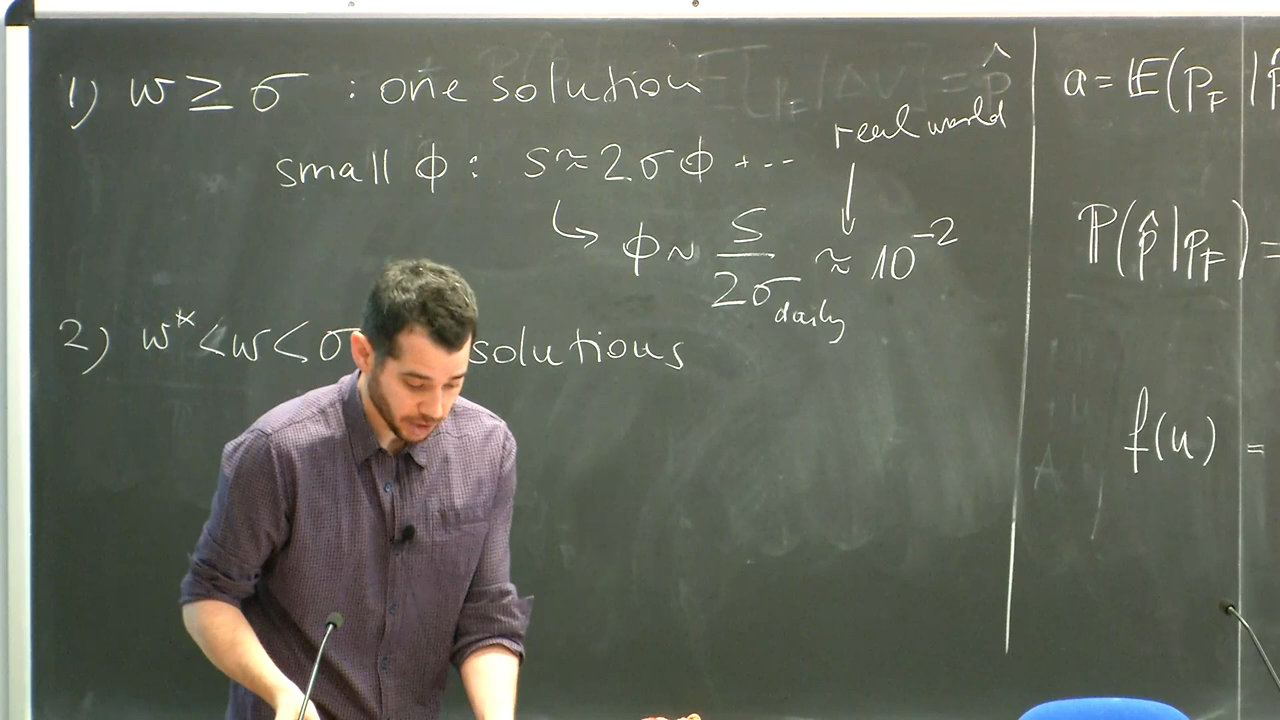 1) w ≥ σ : one solution
small ϕ : s ≈ 2σϕ + ...
real world
↓
↳ ϕ ~ s / 2σ_daily ≈ 10^{-2}
2) w* < w < σ solutions
a = 𝔼(p_F | p̂
ℙ(p̂ | p_F) =
f(u) =